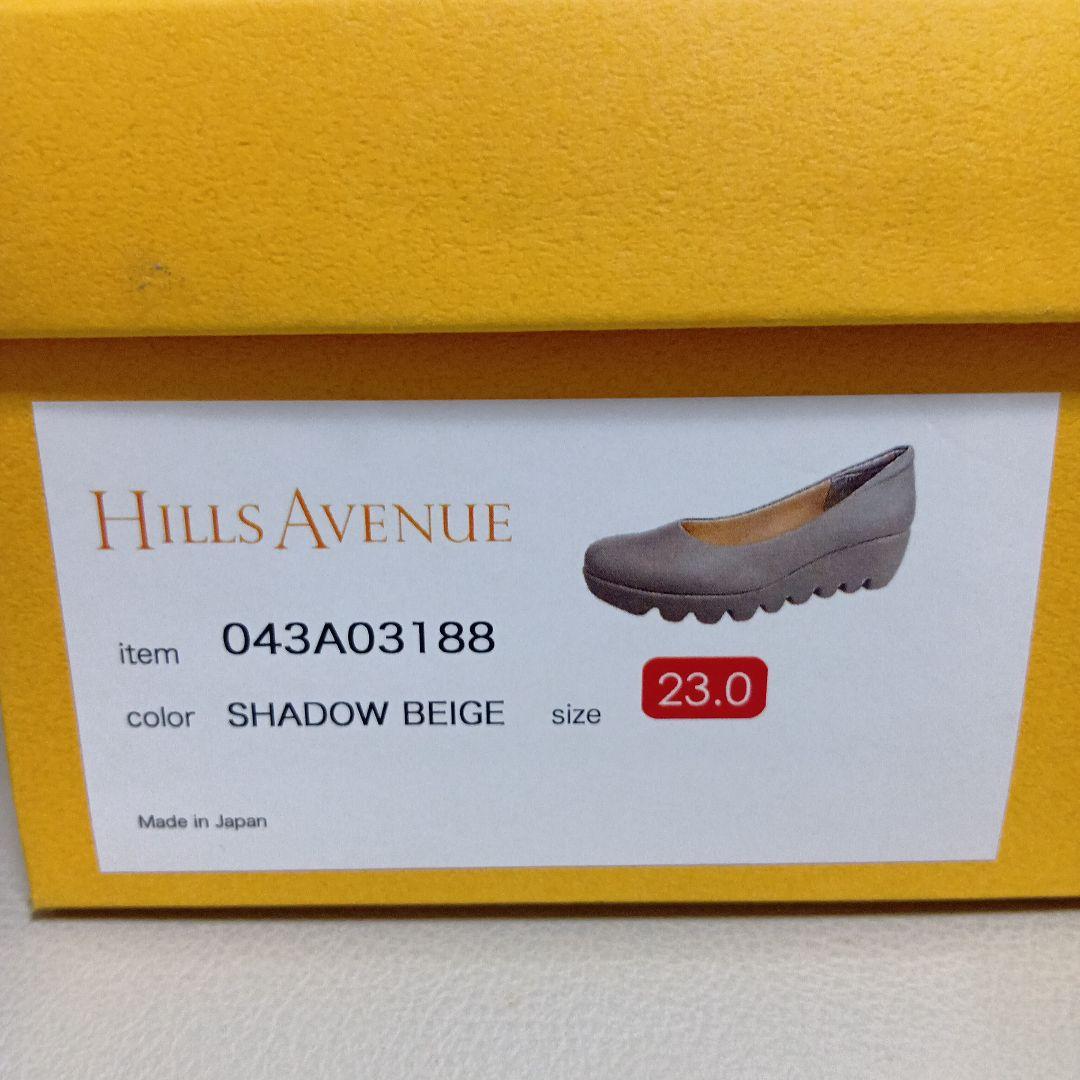 HILLS AVENUE
item 043A03188
color SHADOW BEIGE size 23.0
Made in Japan